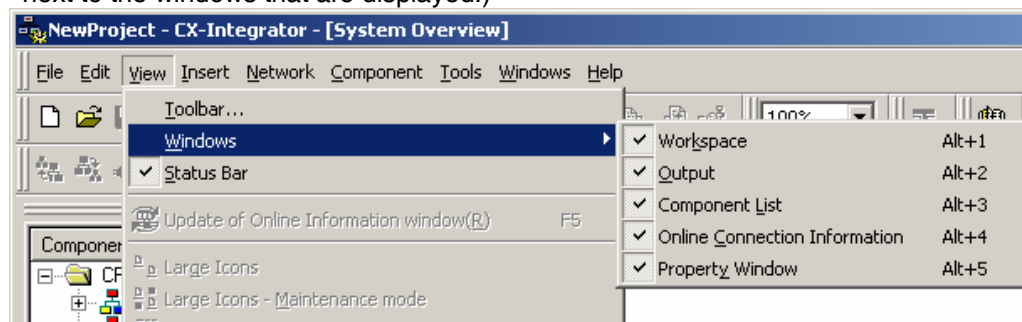 next to the windows that are displayed.)
NewProject - CX-Integrator - [System Overview]
File Edit View Insert Network Component Tools Windows Help
Toolbar...
100%
Windows
Workspace Alt+1
Status Bar
Output Alt+2
Component List Alt+3
Update of Online Information window(R) F5
Online Connection Information Alt+4
Componen
Large Icons
Property Window Alt+5
Large Icons - Maintenance mode